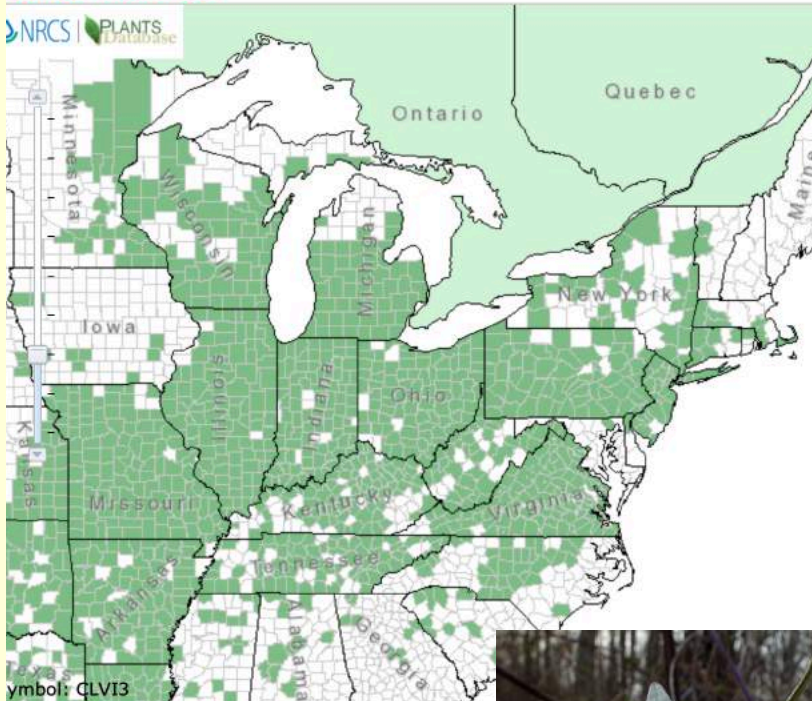 NRCS | PLANTS
Database
Ontario
Quebec
Maine
Minnesota
Wisconsin
Michigan
New York
Iowa
Illinois
Indiana
Ohio
Kansas
Missouri
Kentucky
Virginia
Tennessee
Arkansas
Texas
Alabama
Georgia
ymbol: CLVI3